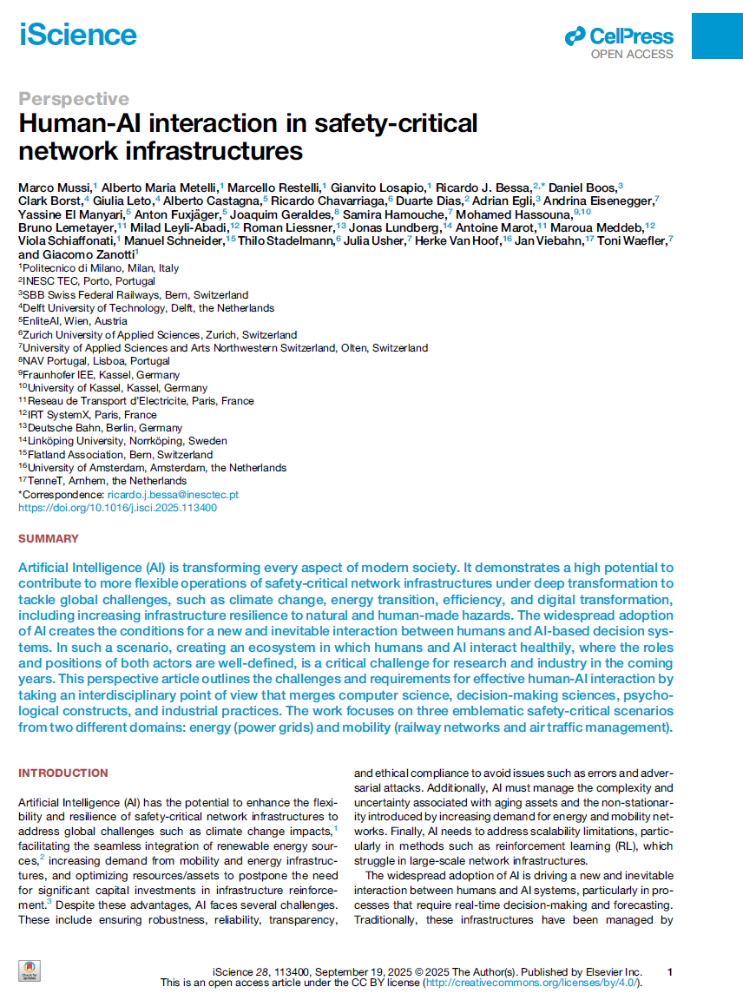 iScience
CellPress
OPEN ACCESS
Perspective
Human-AI interaction in safety-critical
network infrastructures
Marco Mussi,1 Alberto Maria Metelli,1 Marcello Restelli,1 Gianvito Losapio,1 Ricardo J. Bessa,2,* Daniel Boos,3
Clark Borst,4 Giulia Leto,4 Alberto Castagna,5 Ricardo Chavarriaga,6 Duarte Dias,2 Adrian Egli,3 Andrina Eisenegger,7
Yassine El Manyari,5 Anton Fuxjäger,5 Joaquim Geraldes,8 Samira Hamouche,7 Mohamed Hassouna,9,10
Bruno Lemetayer,11 Milad Leyli-Abadi,12 Roman Liessner,13 Jonas Lundberg,14 Antoine Marot,11 Maroua Meddeb,12
Viola Schiaffonati,1 Manuel Schneider,15 Thilo Stadelmann,6 Julia Usher,7 Herke Van Hoof,16 Jan Viebahn,17 Toni Waefler,7
and Giacomo Zanotti1
1Politecnico di Milano, Milan, Italy
2INESC TEC, Porto, Portugal
3SBB Swiss Federal Railways, Bern, Switzerland
4Delft University of Technology, Delft, the Netherlands
5EnliteAI, Wien, Austria
6Zurich University of Applied Sciences, Zurich, Switzerland
7University of Applied Sciences and Arts Northwestern Switzerland, Olten, Switzerland
8NAV Portugal, Lisboa, Portugal
9Fraunhofer IEE, Kassel, Germany
10University of Kassel, Kassel, Germany
11Reseau de Transport d'Electricite, Paris, France
12IRT SystemX, Paris, France
13Deutsche Bahn, Berlin, Germany
14Linköping University, Norrköping, Sweden
15Flatland Association, Bern, Switzerland
16University of Amsterdam, Amsterdam, the Netherlands
17TenneT, Arnhem, the Netherlands
*Correspondence: ricardo.j.bessa@inesctec.pt
https://doi.org/10.1016/j.isci.2025.113400
SUMMARY
Artificial Intelligence (AI) is transforming every aspect of modern society. It demonstrates a high potential to
contribute to more flexible operations of safety-critical network infrastructures under deep transformation to
tackle global challenges, such as climate change, energy transition, efficiency, and digital transformation,
including increasing infrastructure resilience to natural and human-made hazards. The widespread adoption
of AI creates the conditions for a new and inevitable interaction between humans and AI-based decision sys-
tems. In such a scenario, creating an ecosystem in which humans and AI interact healthily, where the roles
and positions of both actors are well-defined, is a critical challenge for research and industry in the coming
years. This perspective article outlines the challenges and requirements for effective human-AI interaction by
taking an interdisciplinary point of view that merges computer science, decision-making sciences, psycho-
logical constructs, and industrial practices. The work focuses on three emblematic safety-critical scenarios
from two different domains: energy (power grids) and mobility (railway networks and air traffic management).
INTRODUCTION
Artificial Intelligence (AI) has the potential to enhance the flexi-
bility and resilience of safety-critical network infrastructures to
address global challenges such as climate change impacts,1
facilitating the seamless integration of renewable energy sour-
ces,2 increasing demand from mobility and energy infrastruc-
tures, and optimizing resources/assets to postpone the need
for significant capital investments in infrastructure reinforce-
ment.3 Despite these advantages, AI faces several challenges.
These include ensuring robustness, reliability, transparency,
and ethical compliance to avoid issues such as errors and adver-
sarial attacks. Additionally, AI must manage the complexity and
uncertainty associated with aging assets and the non-stationar-
ity introduced by increasing demand for energy and mobility net-
works. Finally, AI needs to address scalability limitations, partic-
ularly in methods such as reinforcement learning (RL), which
struggle in large-scale network infrastructures.
The widespread adoption of AI is driving a new and inevitable
interaction between humans and AI systems, particularly in pro-
cesses that require real-time decision-making and forecasting.
Traditionally, these infrastructures have been managed by
Check for
updates
iScience 28, 113400, September 19, 2025 © 2025 The Author(s). Published by Elsevier Inc. 1
This is an open access article under the CC BY license (http://creativecommons.org/licenses/by/4.0/).